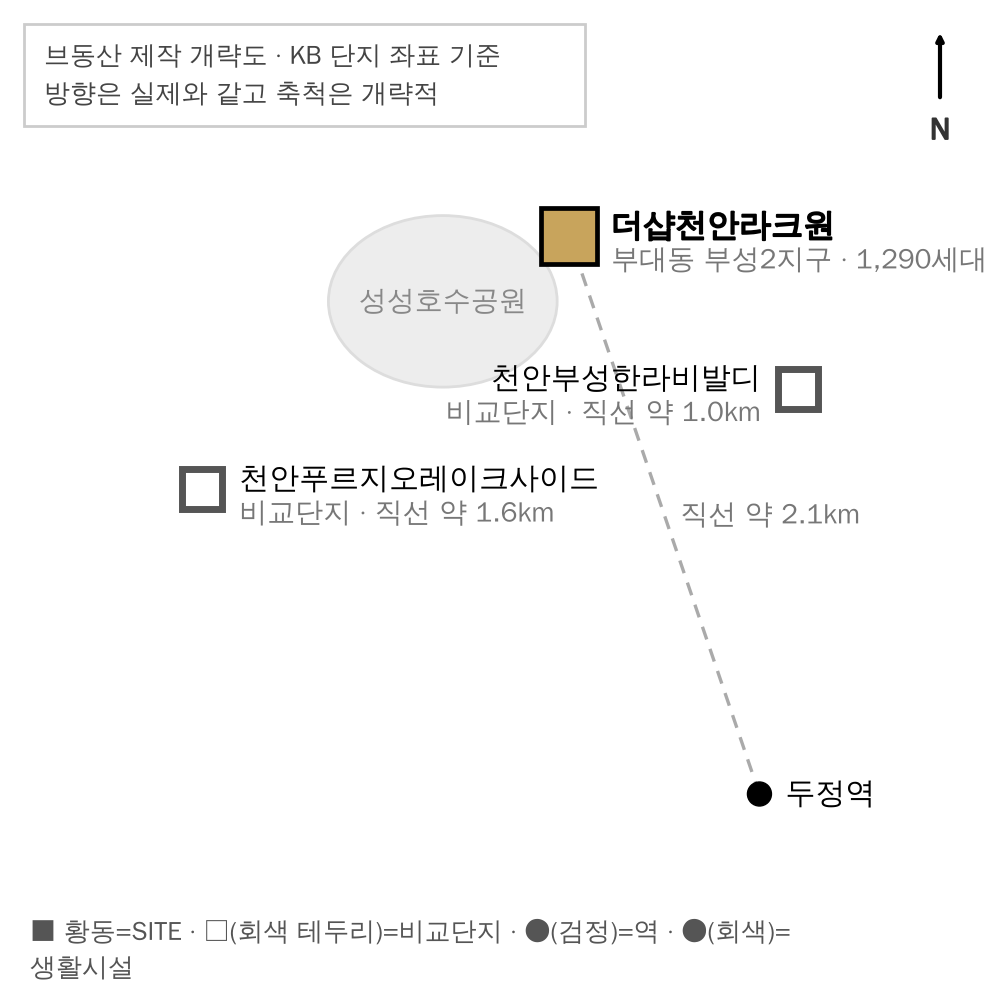 브동산 제작 개략도 · KB 단지 좌표 기준
방향은 실제와 같고 축척은 개략적
N
더샵천안라크원
부대동 부성2지구 · 1,290세대
성성호수공원
천안부성한라비발디
비교단지 · 직선 약 1.0km
천안푸르지오레이크사이드
비교단지 · 직선 약 1.6km
직선 약 2.1km
두정역
■ 황동=SITE · □(회색 테두리)=비교단지 · ●(검정)=역 · ●(회색)=
생활시설